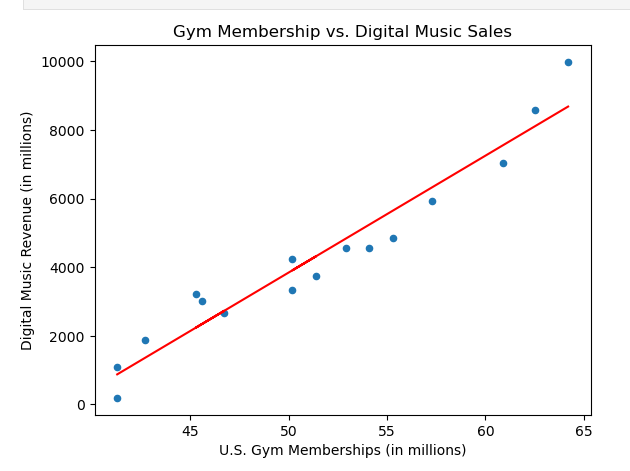 Gym Membership vs. Digital Music Sales
10000
8000
6000
4000
2000
0
Digital Music Revenue (in millions)
45 50 55 60 65
U.S. Gym Memberships (in millions)